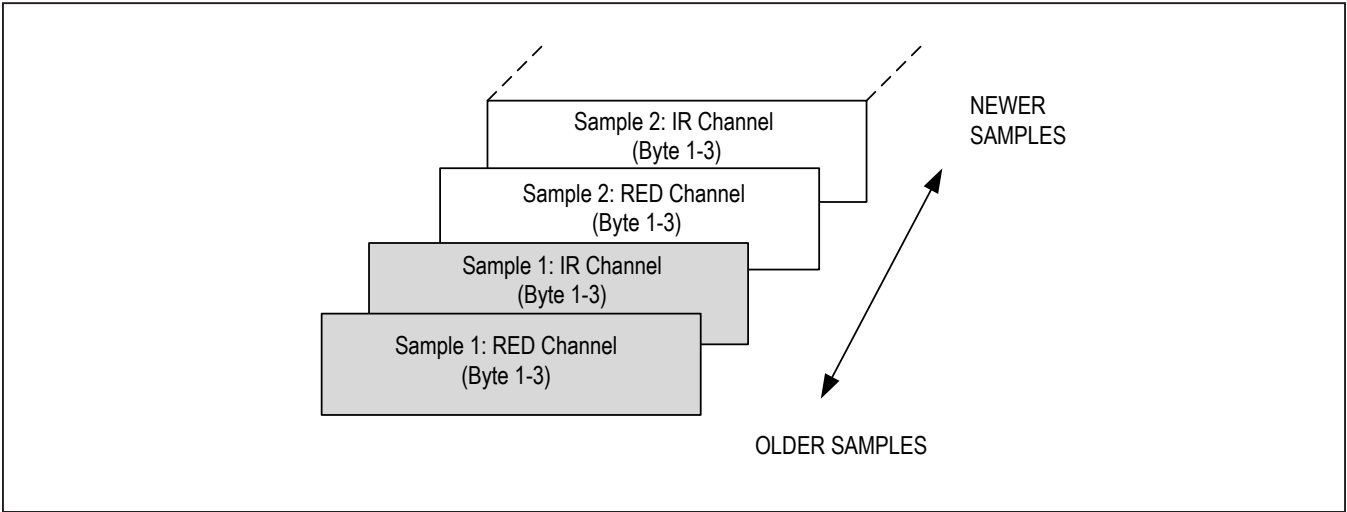 Sample 2: IR Channel
(Byte 1-3)
NEWER
SAMPLES
Sample 2: RED Channel
(Byte 1-3)
Sample 1: IR Channel
(Byte 1-3)
Sample 1: RED Channel
(Byte 1-3)
OLDER SAMPLES